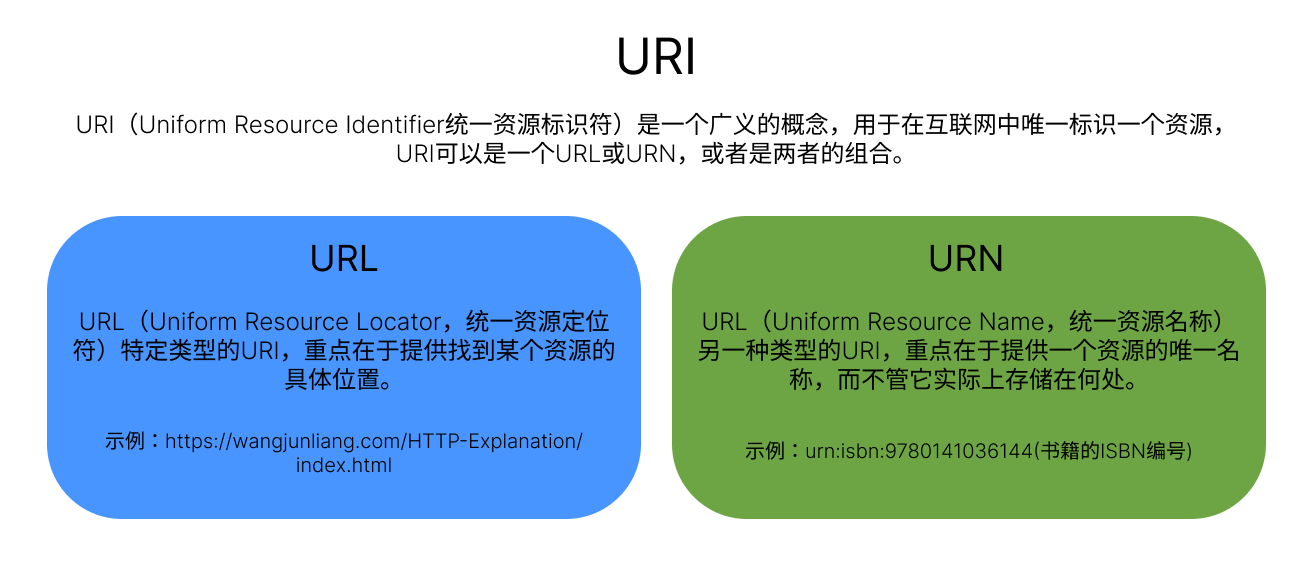 URI
URI（Uniform Resource Identifier统一资源标识符）是一个广义的概念，用于在互联网中唯一标识一个资源，
URI可以是一个URL或URN，或者是两者的组合。
URL
URL（Uniform Resource Locator，统一资源定位
符）特定类型的URI，重点在于提供找到某个资源的
具体位置。
示例：https://wangjunliang.com/HTTP-Explanation/
index.html
URN
URL（Uniform Resource Name，统一资源名称）
另一种类型的URI，重点在于提供一个资源的唯一名
称，而不管它实际上存储在何处。
示例：urn:isbn:9780141036144(书籍的ISBN编号)